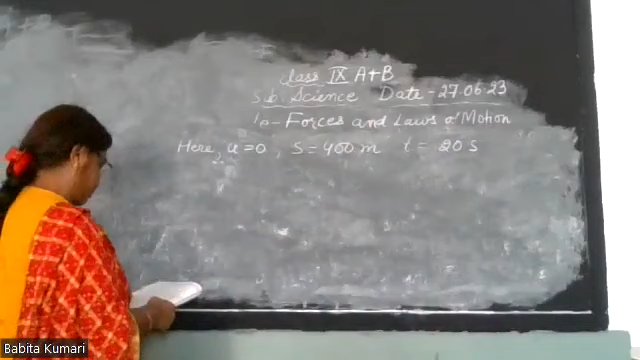 Class IX A+B
Sub: Science Date - 27.06.23
Forces and Laws of Motion
Here, u = 0, S = 400 m t = 20 s
Babita Kumari